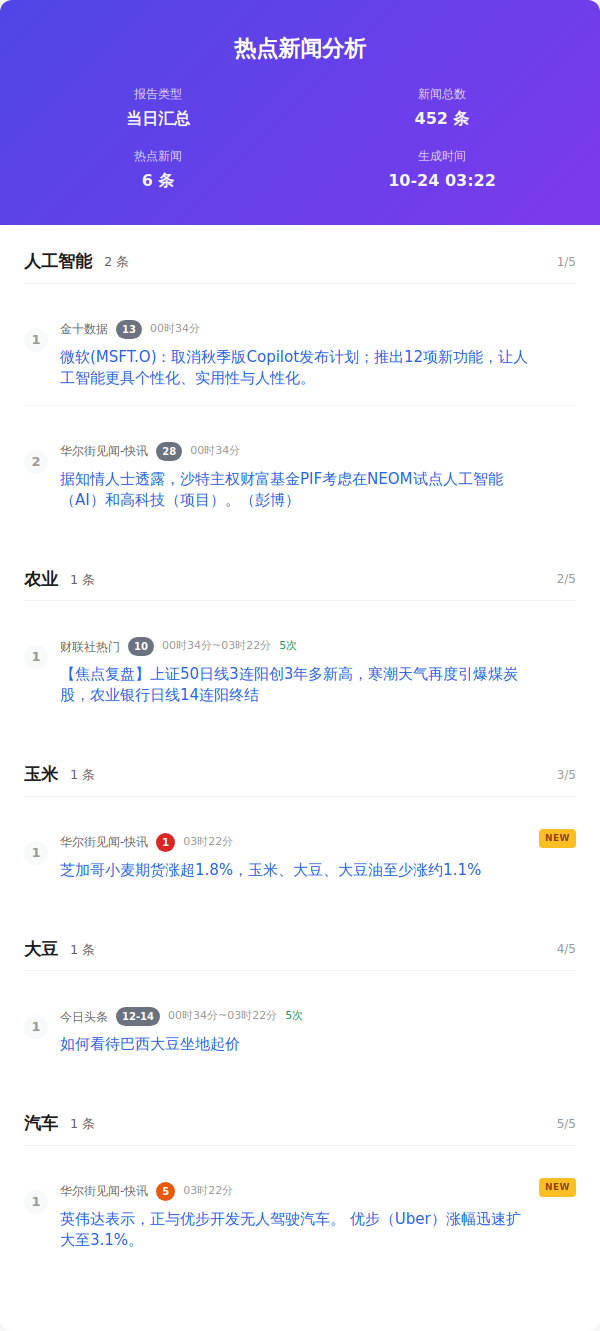 热点新闻分析
报告类型
当日汇总
新闻总数
452 条
热点新闻
6 条
生成时间
10-24 03:22
人工智能 2 条 1/5
1 金十数据 13 00时34分
微软(MSFT.O)：取消秋季版Copilot发布计划；推出12项新功能，让人
工智能更具个性化、实用性与人性化。
2 华尔街见闻-快讯 28 00时34分
据知情人士透露，沙特主权财富基金PIF考虑在NEOM试点人工智能
（AI）和高科技（项目）。（彭博）
农业 1 条 2/5
1 财联社热门 10 00时34分~03时22分 5次
【焦点复盘】上证50日线3连阳创3年多新高，寒潮天气再度引爆煤炭
股，农业银行日线14连阳终结
玉米 1 条 3/5
1 华尔街见闻-快讯 1 03时22分 NEW
芝加哥小麦期货涨超1.8%，玉米、大豆、大豆油至少涨约1.1%
大豆 1 条 4/5
1 今日头条 12-14 00时34分~03时22分 5次
如何看待巴西大豆坐地起价
汽车 1 条 5/5
1 华尔街见闻-快讯 5 03时22分 NEW
英伟达表示，正与优步开发无人驾驶汽车。 优步（Uber）涨幅迅速扩
大至3.1%。